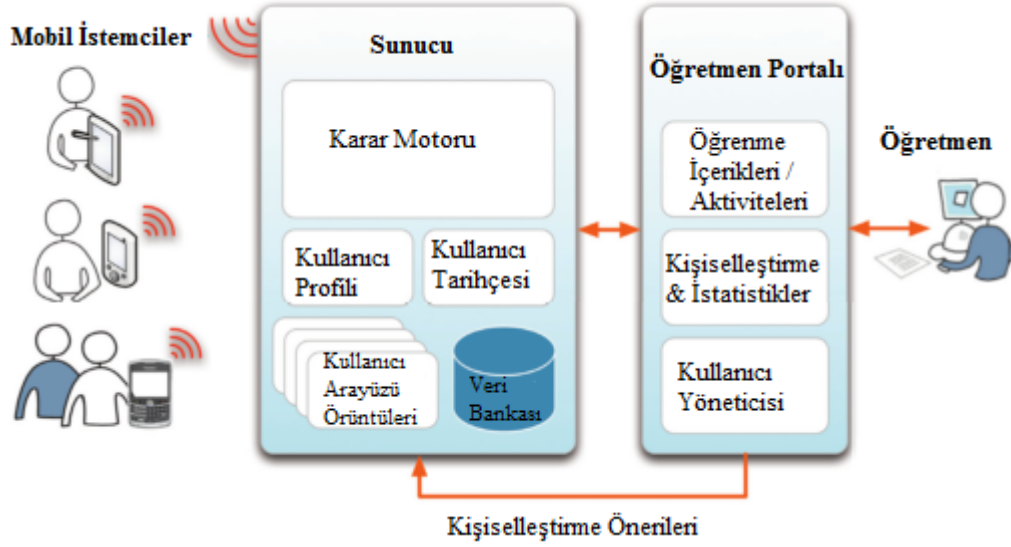 Mobil İstemciler
Sunucu
Karar Motoru
Kullanıcı
Profili
Kullanıcı
Tarihçesi
Kullanıcı
Arayüzü
Örüntüleri
Veri
Bankası
Öğretmen Portalı
Öğrenme
İçerikleri /
Aktiviteleri
Kişiselleştirme
& İstatistikler
Kullanıcı
Yöneticisi
Öğretmen
Kişiselleştirme Önerileri